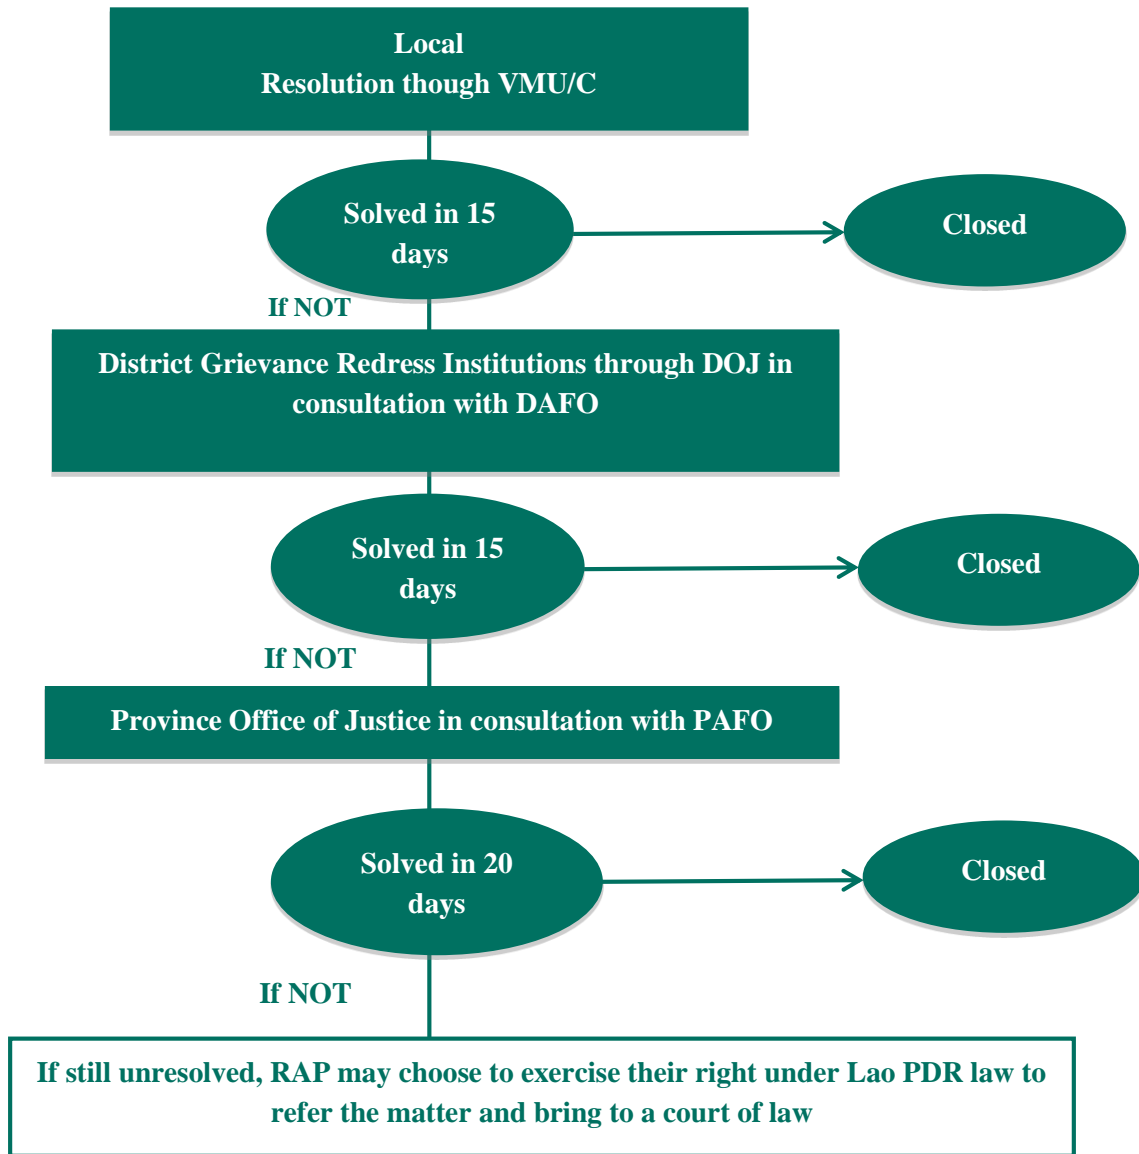 Local
Resolution though VMU/C
Solved in 15
days
Closed
If NOT
District Grievance Redress Institutions through DOJ in
consultation with DAFO
Solved in 15
days
Closed
If NOT
Province Office of Justice in consultation with PAFO
Solved in 20
days
Closed
If NOT
If still unresolved, RAP may choose to exercise their right under Lao PDR law to
refer the matter and bring to a court of law